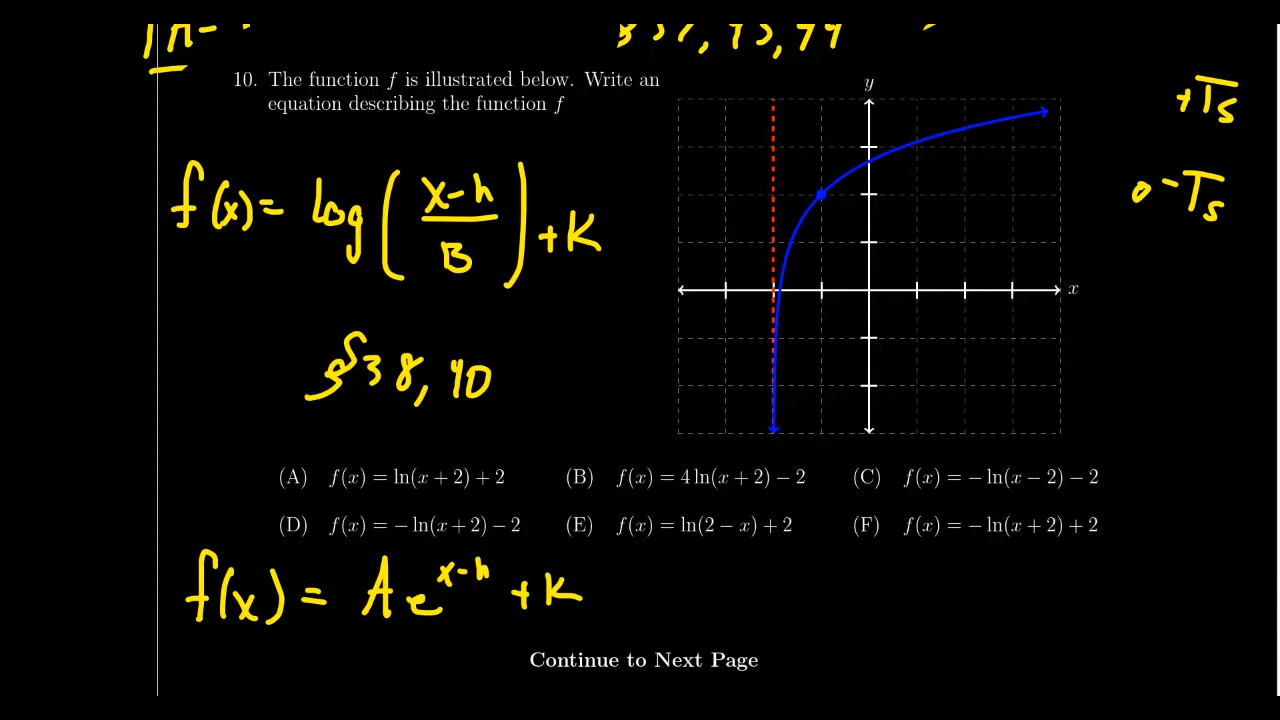 10. The function f is illustrated below. Write an
equation describing the function f
y
+Ts
f(x) = log( (x-h)/B ) + K
0 -Ts
x
§38, 40
(A) f(x) = ln(x + 2) + 2 (B) f(x) = 4 ln(x + 2) − 2 (C) f(x) = − ln(x − 2) − 2
(D) f(x) = − ln(x + 2) − 2 (E) f(x) = ln(2 − x) + 2 (F) f(x) = − ln(x + 2) + 2
f(x) = A e^(x-h) + K
Continue to Next Page